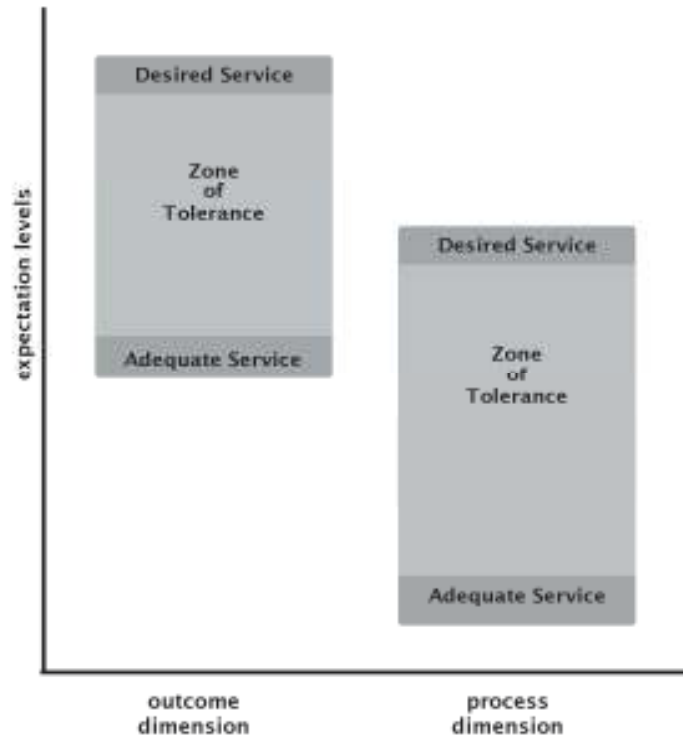 expectation levels
Desired Service
Zone
of
Tolerance
Adequate Service
Desired Service
Zone
of
Tolerance
Adequate Service
outcome
dimension
process
dimension